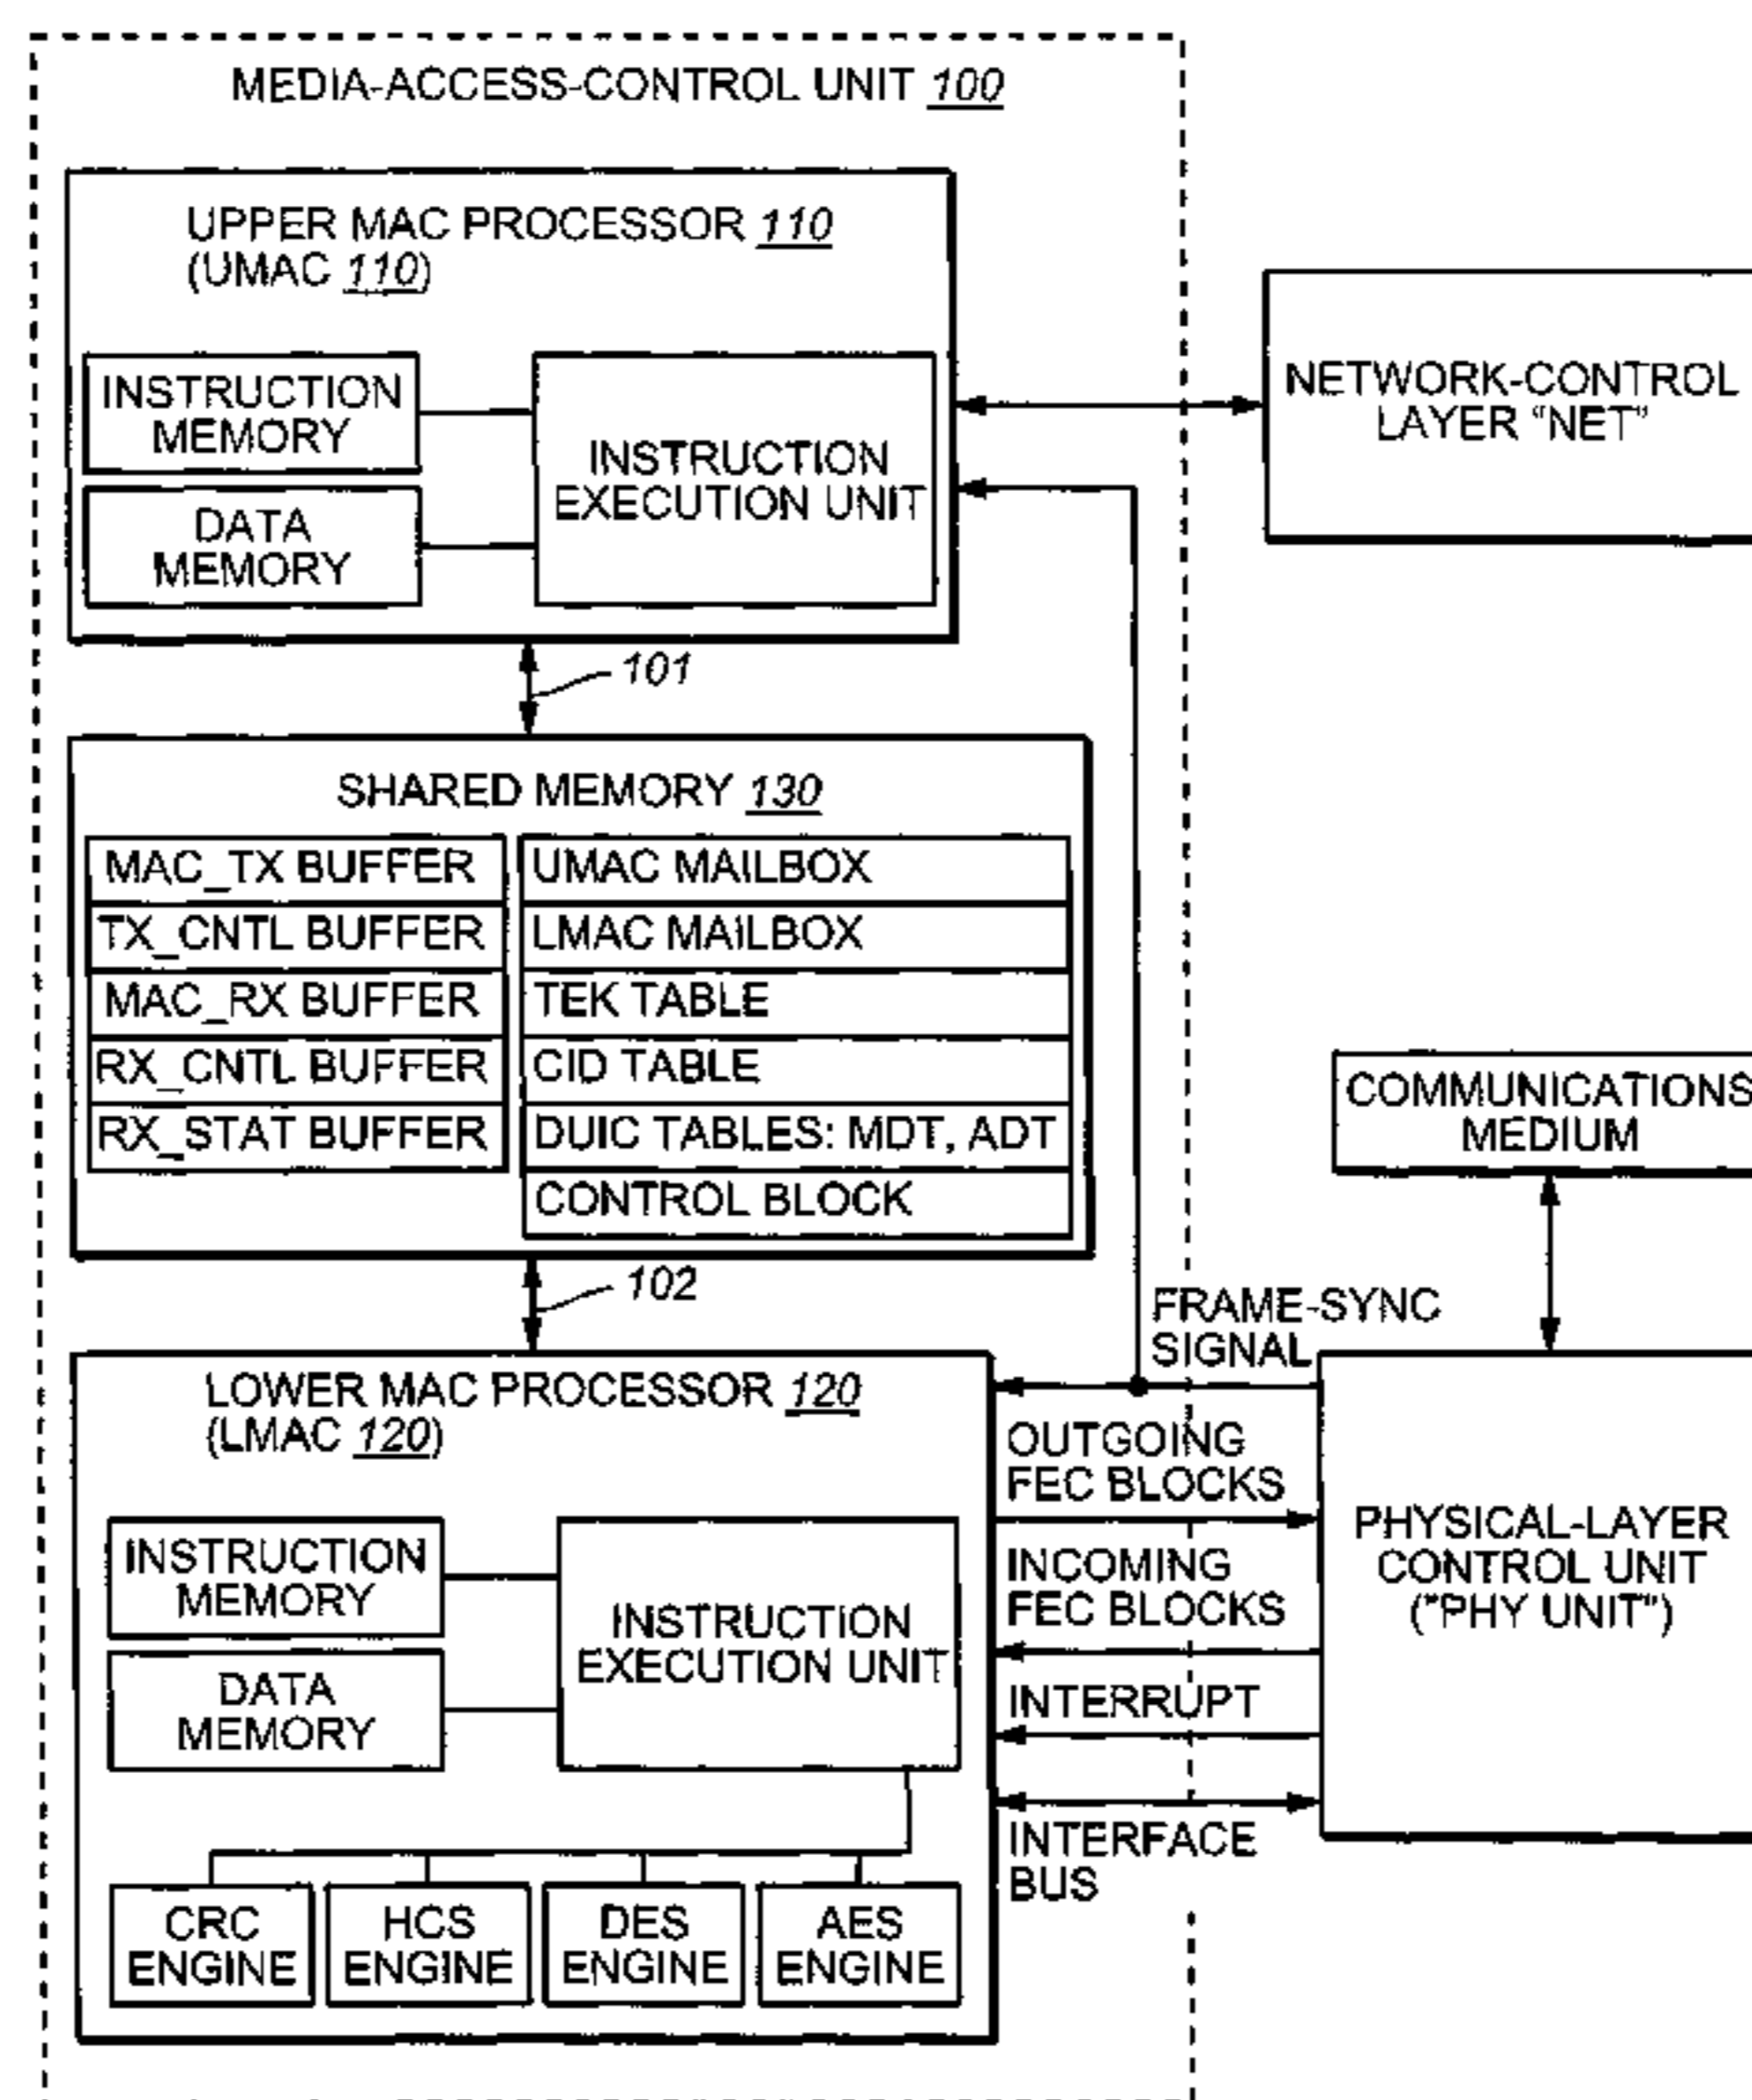 MEDIA-ACCESS-CONTROL UNIT 100
UPPER MAC PROCESSOR 110
(UMAC 110)
INSTRUCTION
MEMORY
DATA
MEMORY
INSTRUCTION
EXECUTION UNIT
NETWORK-CONTROL
LAYER "NET"
101
SHARED MEMORY 130
MAC_TX BUFFER
TX_CNTL BUFFER
MAC_RX BUFFER
RX_CNTL BUFFER
RX_STAT BUFFER
UMAC MAILBOX
LMAC MAILBOX
TEK TABLE
CID TABLE
DUIC TABLES: MDT, ADT
CONTROL BLOCK
COMMUNICATIONS
MEDIUM
102
FRAME-SYNC
SIGNAL
LOWER MAC PROCESSOR 120
(LMAC 120)
OUTGOING
FEC BLOCKS
INCOMING
FEC BLOCKS
INTERRUPT
INTERFACE
BUS
PHYSICAL-LAYER
CONTROL UNIT
("PHY UNIT")
INSTRUCTION
MEMORY
DATA
MEMORY
INSTRUCTION
EXECUTION UNIT
CRC
ENGINE
HCS
ENGINE
DES
ENGINE
AES
ENGINE